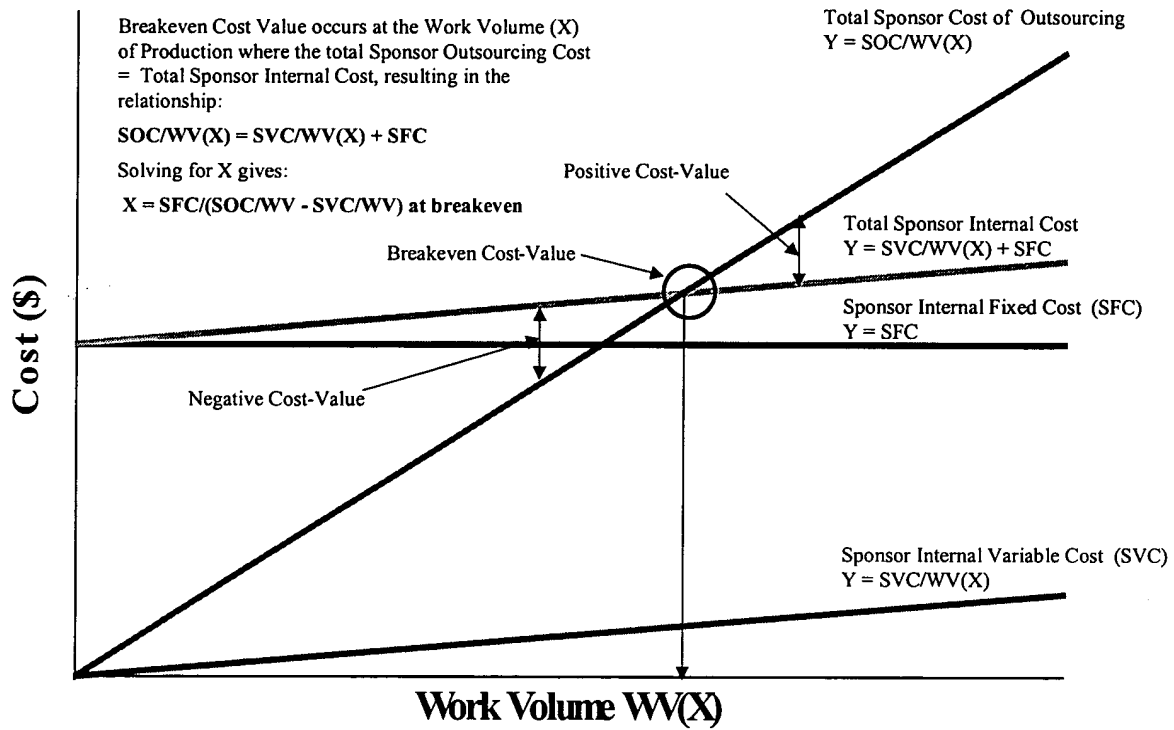 Breakeven Cost Value occurs at the Work Volume (X)
of Production where the total Sponsor Outsourcing Cost
= Total Sponsor Internal Cost, resulting in the
relationship:
SOC/WV(X) = SVC/WV(X) + SFC
Solving for X gives:
X = SFC/(SOC/WV - SVC/WV) at breakeven
Total Sponsor Cost of Outsourcing
Y = SOC/WV(X)
Positive Cost-Value
Breakeven Cost-Value
Total Sponsor Internal Cost
Y = SVC/WV(X) + SFC
Sponsor Internal Fixed Cost (SFC)
Y = SFC
Negative Cost-Value
Cost ($)
Sponsor Internal Variable Cost (SVC)
Y = SVC/WV(X)
Work Volume WV(X)